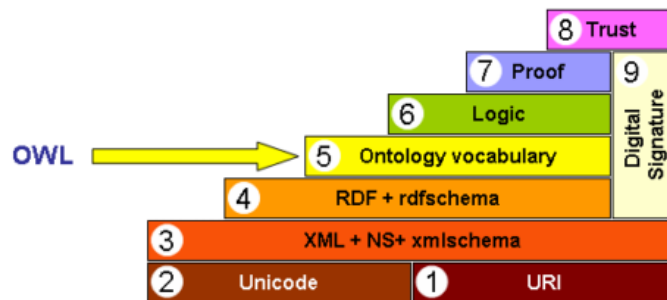 8 Trust
7 Proof
9 Digital Signature
6 Logic
OWL
5 Ontology vocabulary
4 RDF + rdfschema
3 XML + NS+ xmlschema
2 Unicode
1 URI